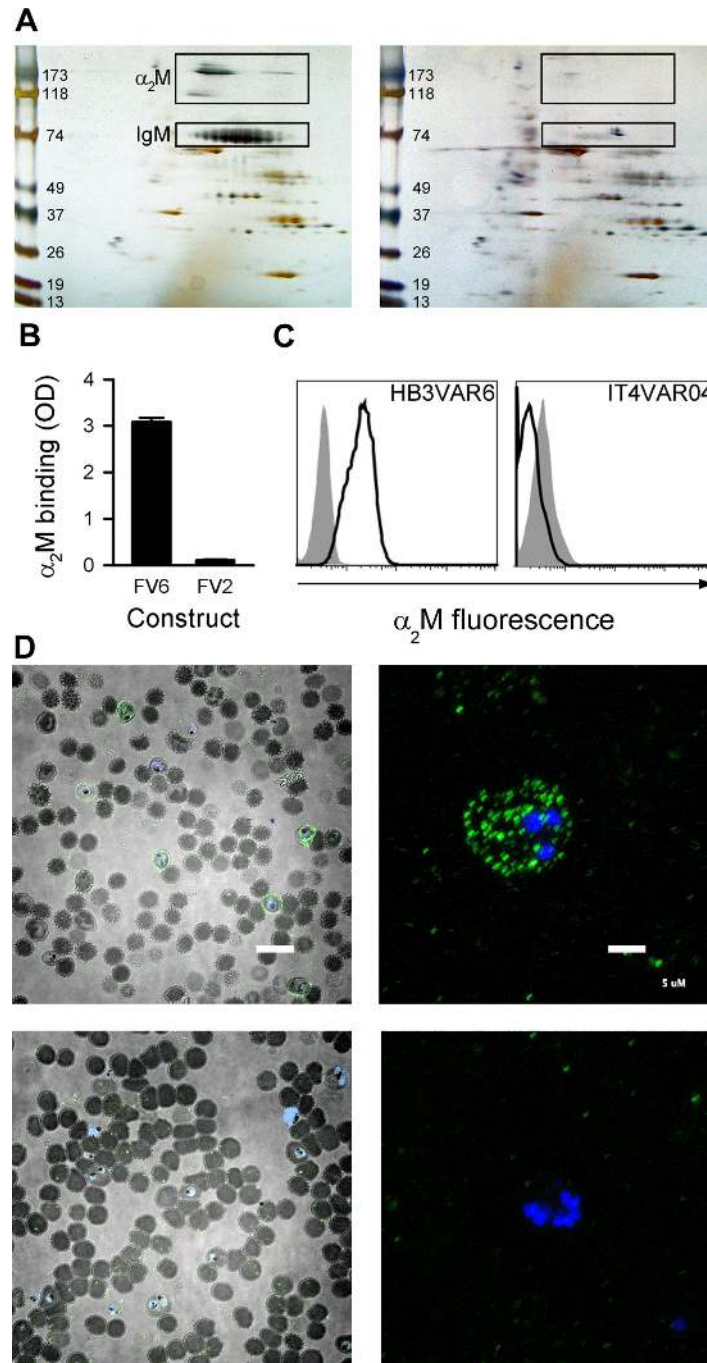 A
α₂M
IgM
173
118
74
49
37
26
19
13
173
118
74
49
37
26
19
13
B
α₂M binding (OD)
4
3
2
1
0
FV6 FV2
Construct
C
HB3VAR6
IT4VAR04
α₂M fluorescence
D
5 uM